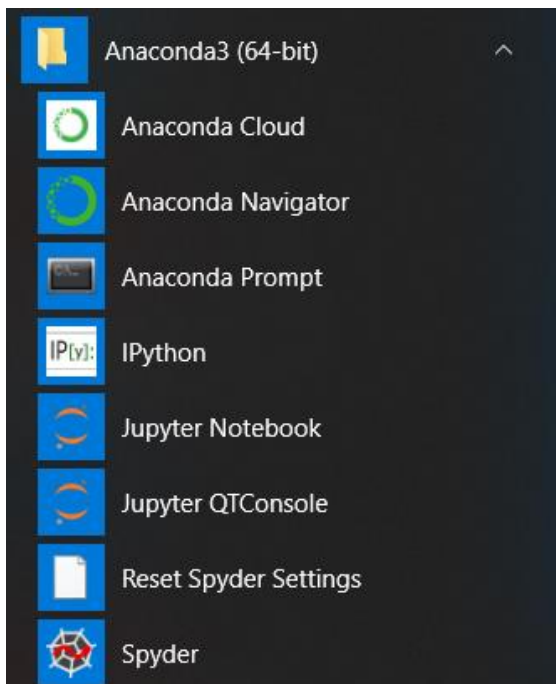 Anaconda3 (64-bit)
Anaconda Cloud
Anaconda Navigator
Anaconda Prompt
IP[y]: IPython
Jupyter Notebook
Jupyter QTConsole
Reset Spyder Settings
Spyder